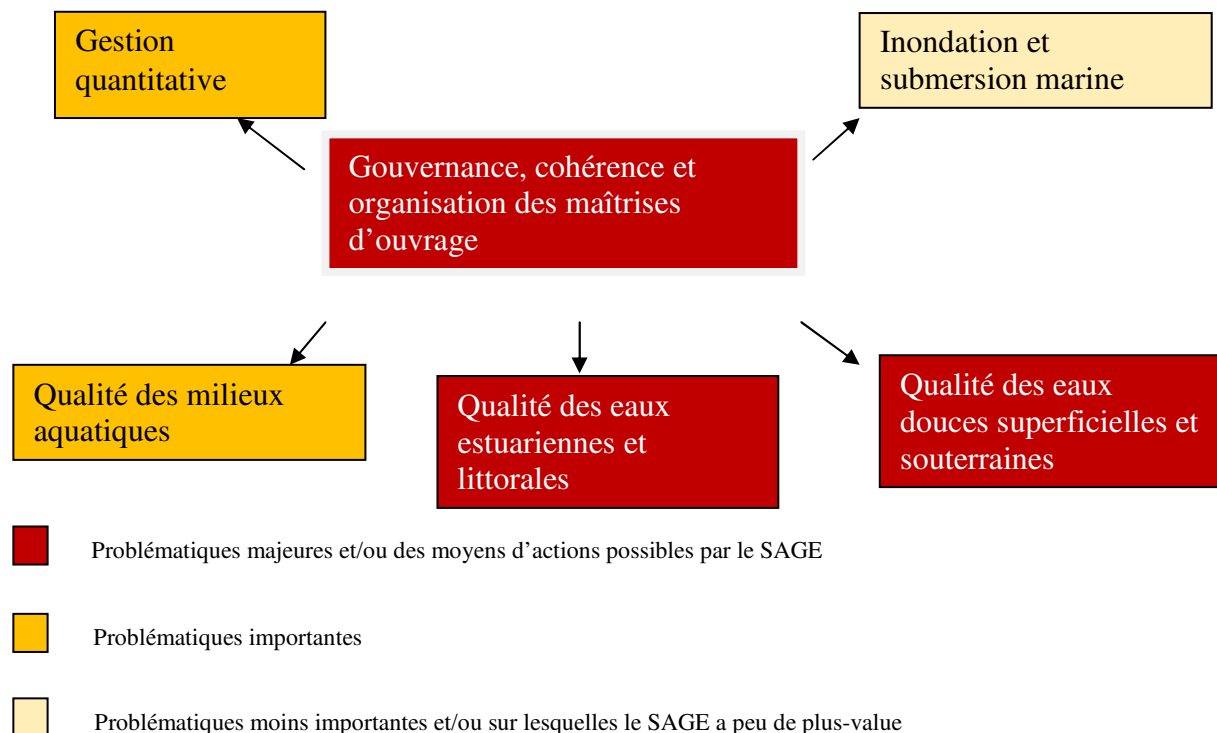 Gestion
quantitative
Inondation et
submersion marine
Gouvernance, cohérence et
organisation des maîtrises
d’ouvrage
Qualité des milieux
aquatiques
Qualité des eaux
estuariennes et
littorales
Qualité des eaux
douces superficielles et
souterraines
Problématiques majeures et/ou des moyens d’actions possibles par le SAGE
Problématiques importantes
Problématiques moins importantes et/ou sur lesquelles le SAGE a peu de plus-value